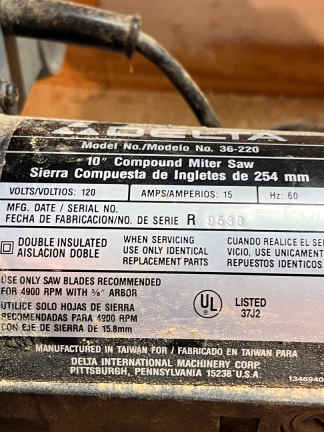 DELTA
Model No./Modelo No. 36-220
10" Compound Miter Saw
Sierra Compuesta de Ingletes de 254 mm
VOLTS/VOLTIOS: 120
AMPS/AMPERIOS: 15
Hz: 60
MFG. DATE / SERIAL NO.
FECHA DE FABRICACION/NO. DE SERIE R
DOUBLE INSULATED
AISLACION DOBLE
WHEN SERVICING
USE ONLY IDENTICAL
REPLACEMENT PARTS
CUANDO REALICE EL SE
VICIO, USE UNICAMENT
REPUESTOS IDENTICOS
USE ONLY SAW BLADES RECOMMENDED
FOR 4900 RPM WITH 5/8" ARBOR
UTILICE SOLO HOJAS DE SIERRA
RECOMENDADAS PARA 4900 RPM
CON EJE DE SIERRA DE 15.8mm
UL
LISTED
37J2
MANUFACTURED IN TAIWAN FOR / FABRICADO EN TAIWAN PARA
DELTA INTERNATIONAL MACHINERY CORP.
PITTSBURGH, PENNSYLVANIA 15238 U.S.A.
1346940